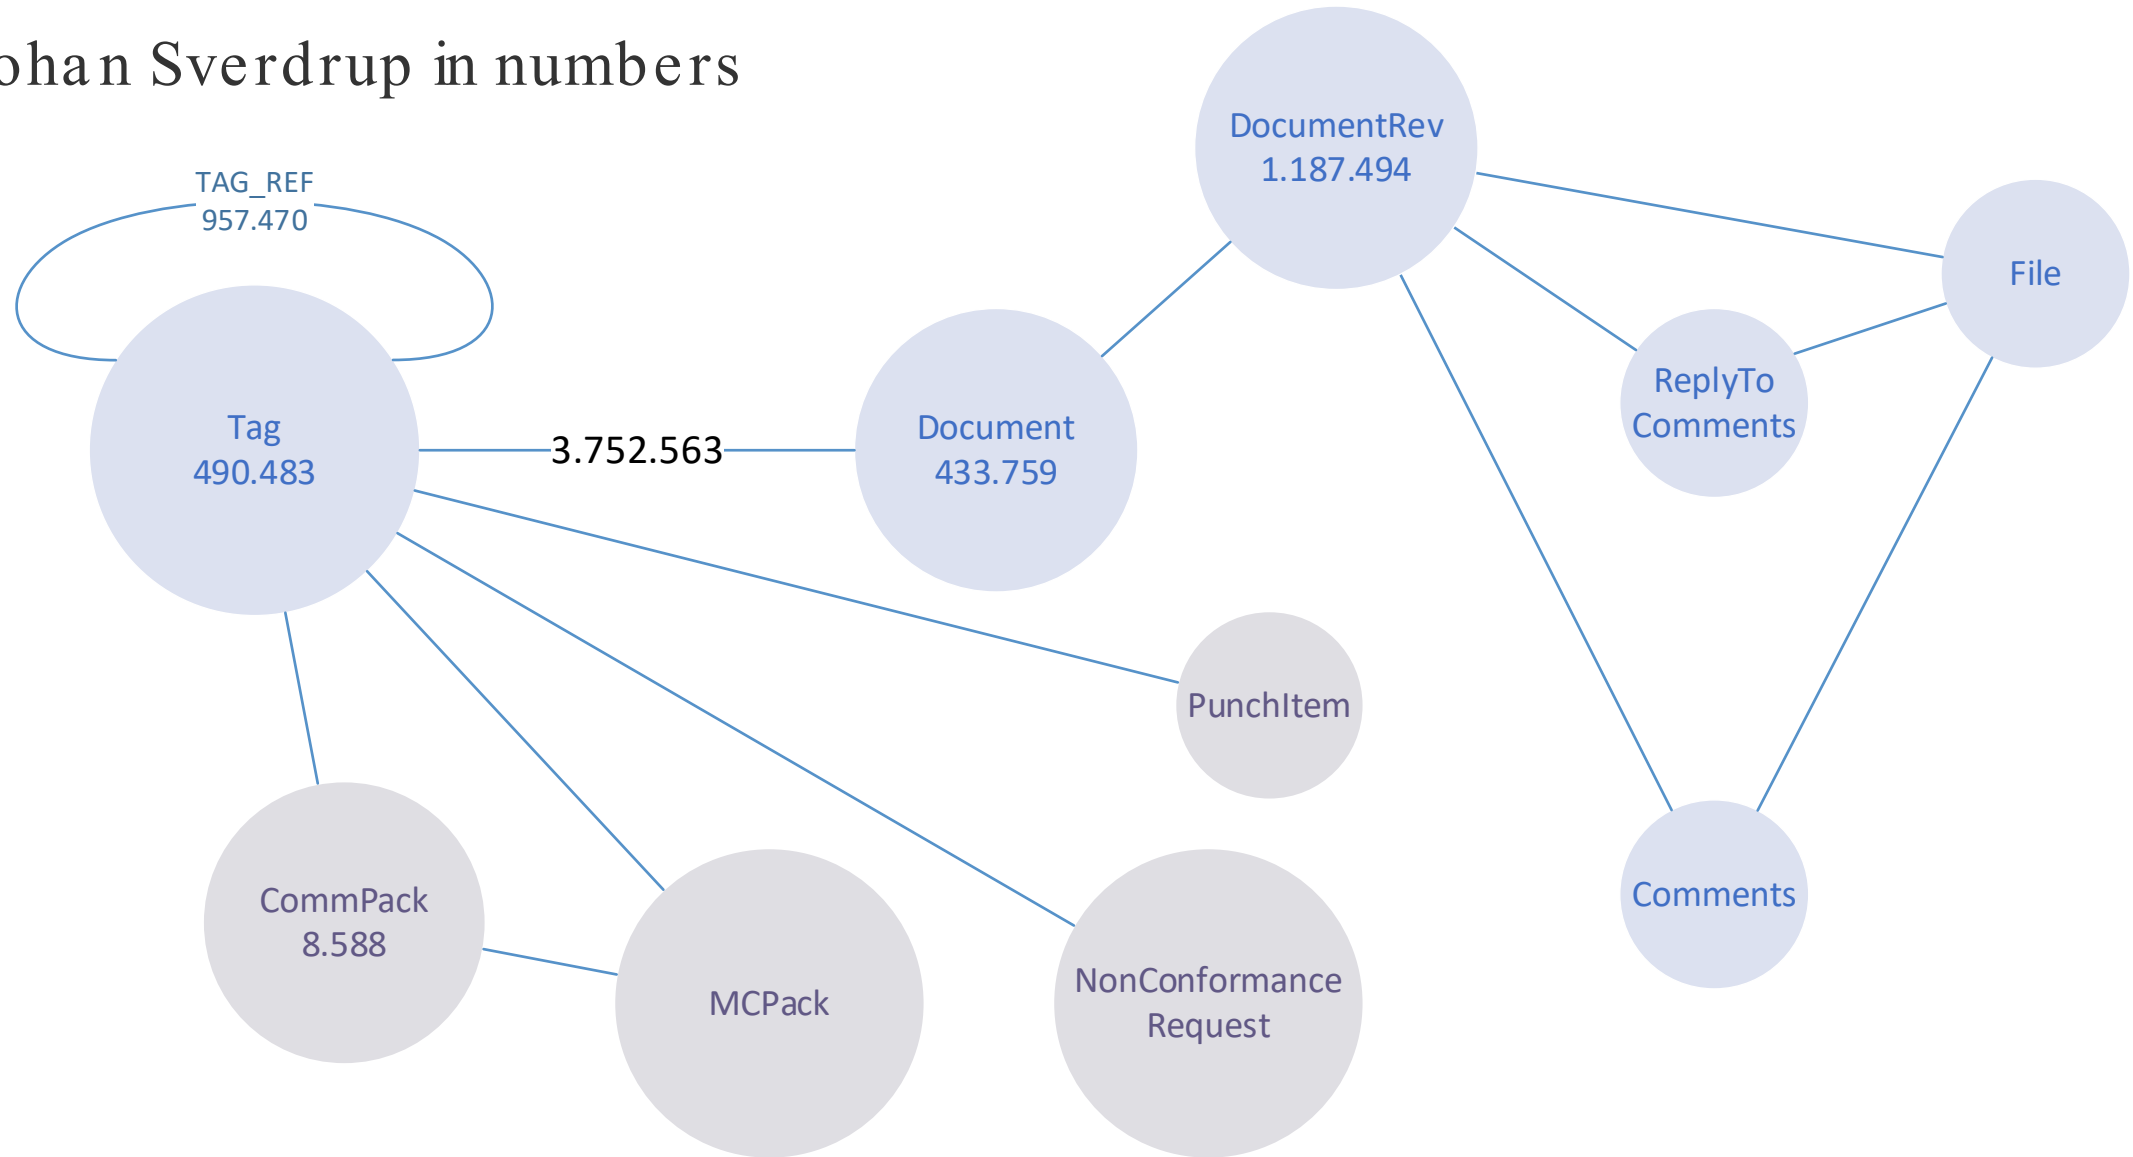 ohan Sverdrup in numbers
TAG_REF
957.470
Tag
490.483
3.752.563
Document
433.759
DocumentRev
1.187.494
File
ReplyTo
Comments
PunchItem
CommPack
8.588
MCPack
NonConformance
Request
Comments